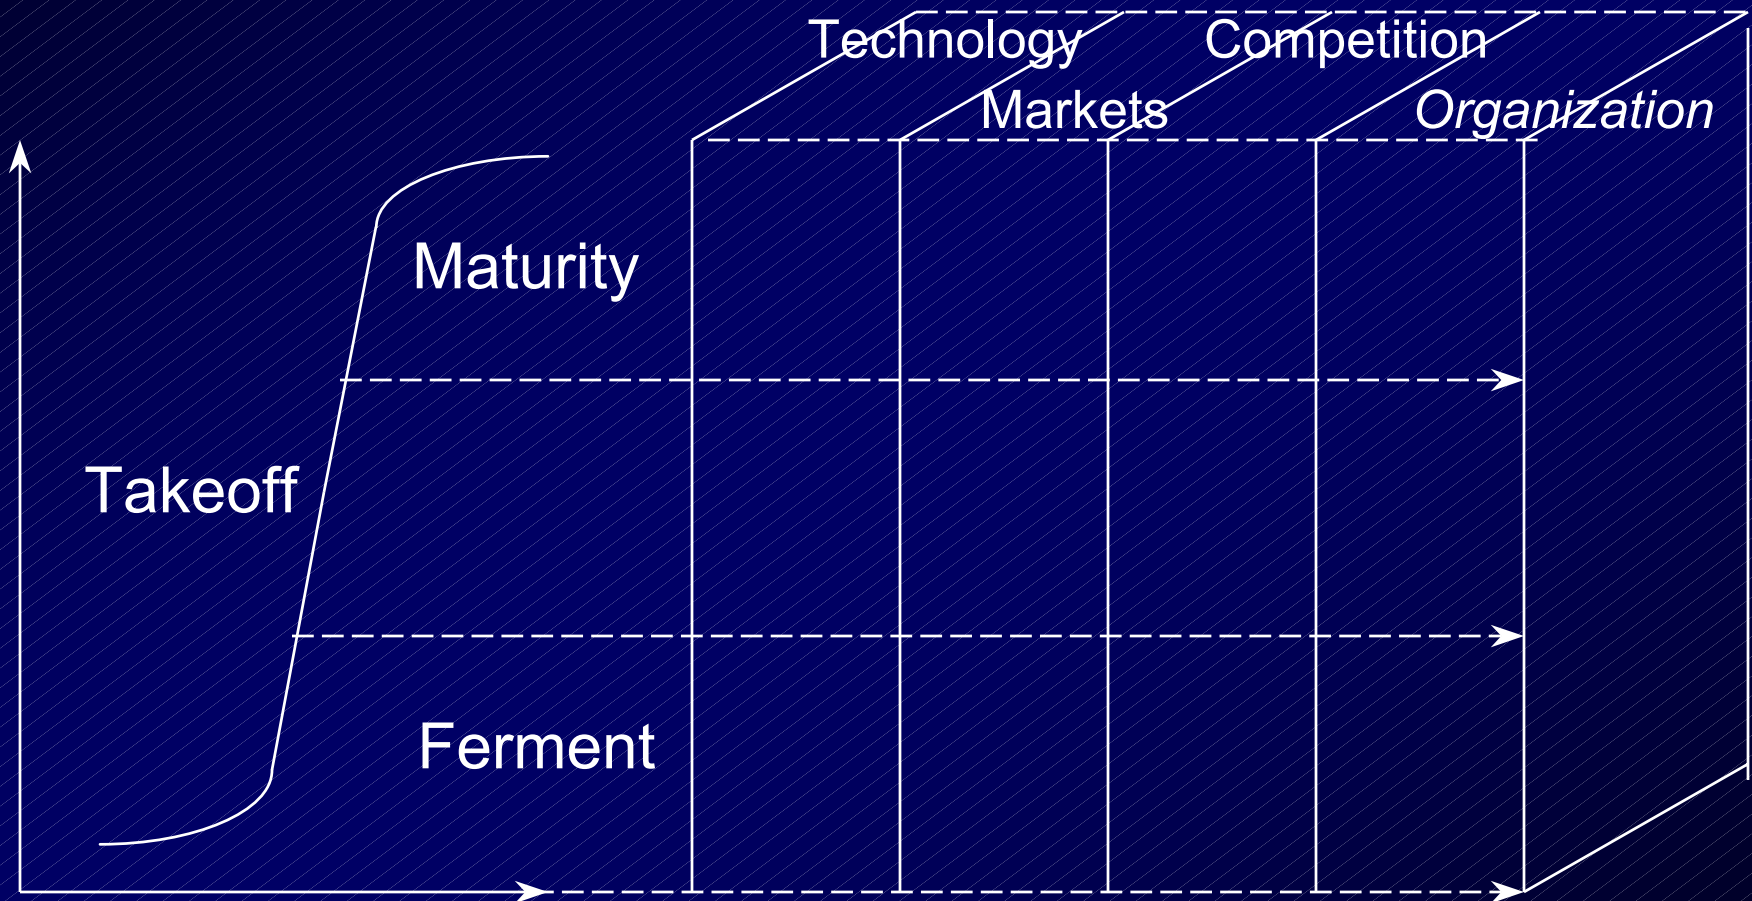 Technology
Competition
Markets
Organization
Maturity
Takeoff
Ferment